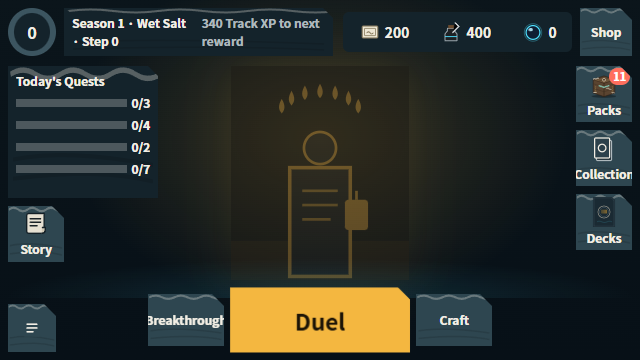 0
Season 1 · Wet Salt
· Step 0
340 Track XP to next
reward
200
400
0
Shop
Today's Quests
0/3
0/4
0/2
0/7
11
Packs
Collection
Decks
Story
Breakthrough
Duel
Craft